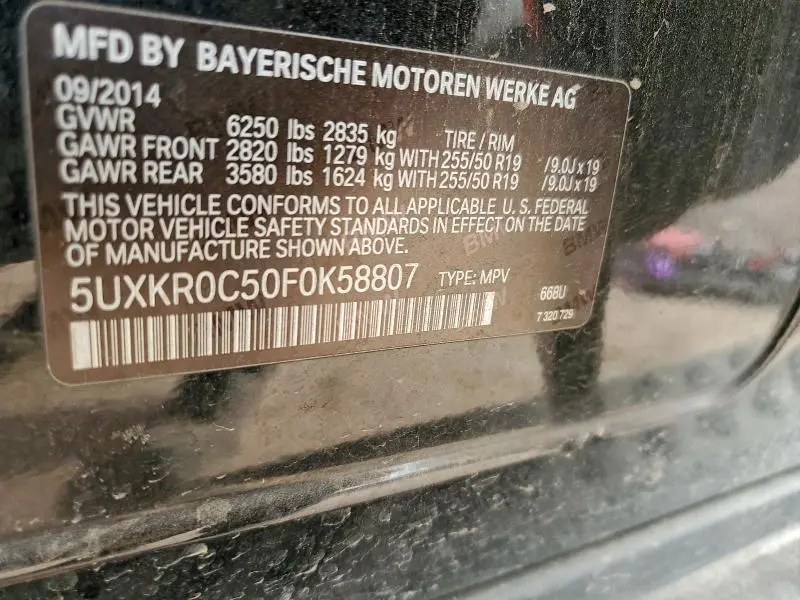 MFD BY BAYERISCHE MOTOREN WERKE AG
09/2014
GVWR 6250 lbs 2835 kg TIRE / RIM
GAWR FRONT 2820 lbs 1279 kg WITH 255/50 R19 /9.0J x 19
GAWR REAR 3580 lbs 1624 kg WITH 255/50 R19 /9.0J x 19
THIS VEHICLE CONFORMS TO ALL APPLICABLE U.S. FEDERAL
MOTOR VEHICLE SAFETY STANDARDS IN EFFECT ON THE DATE
OF MANUFACTURE SHOWN ABOVE.
5UXKR0C50F0K58807 TYPE: MPV 668U
7 320 729